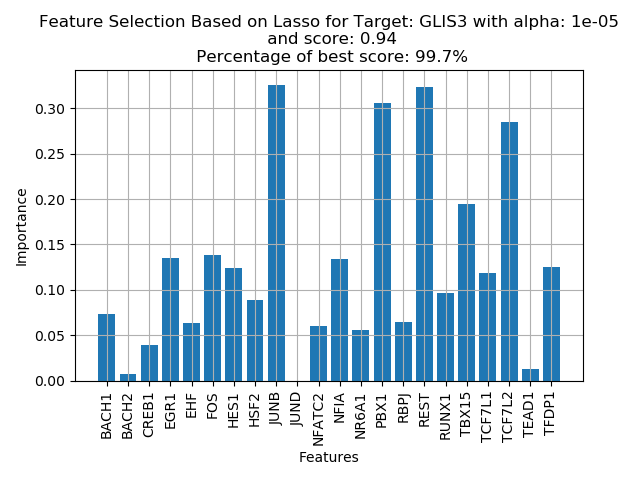 Feature Selection Based on Lasso for Target: GLIS3 with alpha: 1e-05
and score: 0.94
Percentage of best score: 99.7%
Importance
0.30
0.25
0.20
0.15
0.10
0.05
0.00
BACH1
BACH2
CREB1
EGR1
EHF
FOS
HES1
HSF2
JUNB
JUND
NFATC2
NFIA
NR6A1
PBX1
RBPJ
REST
RUNX1
TBX15
TCF7L1
TCF7L2
TEAD1
TFDP1
Features